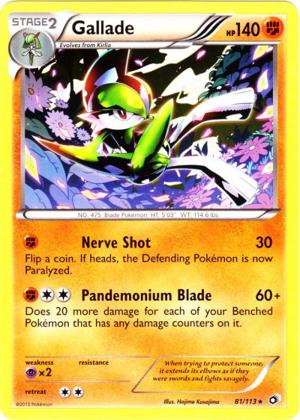 STAGE2
Gallade
HP140
Evolves from Kirlia
NO. 475 Blade Pokémon HT: 5'03" WT: 114.6 lbs.
Nerve Shot 30
Flip a coin. If heads, the Defending Pokémon is now
Paralyzed.
Pandemonium Blade 60+
Does 20 more damage for each of your Benched
Pokémon that has any damage counters on it.
weakness
resistance
×2
retreat
When trying to protect someone,
it extends its elbows as if they
were swords and fights savagely.
Illus. Hajime Kusajima
81/113 ★
©2013 Pokémon